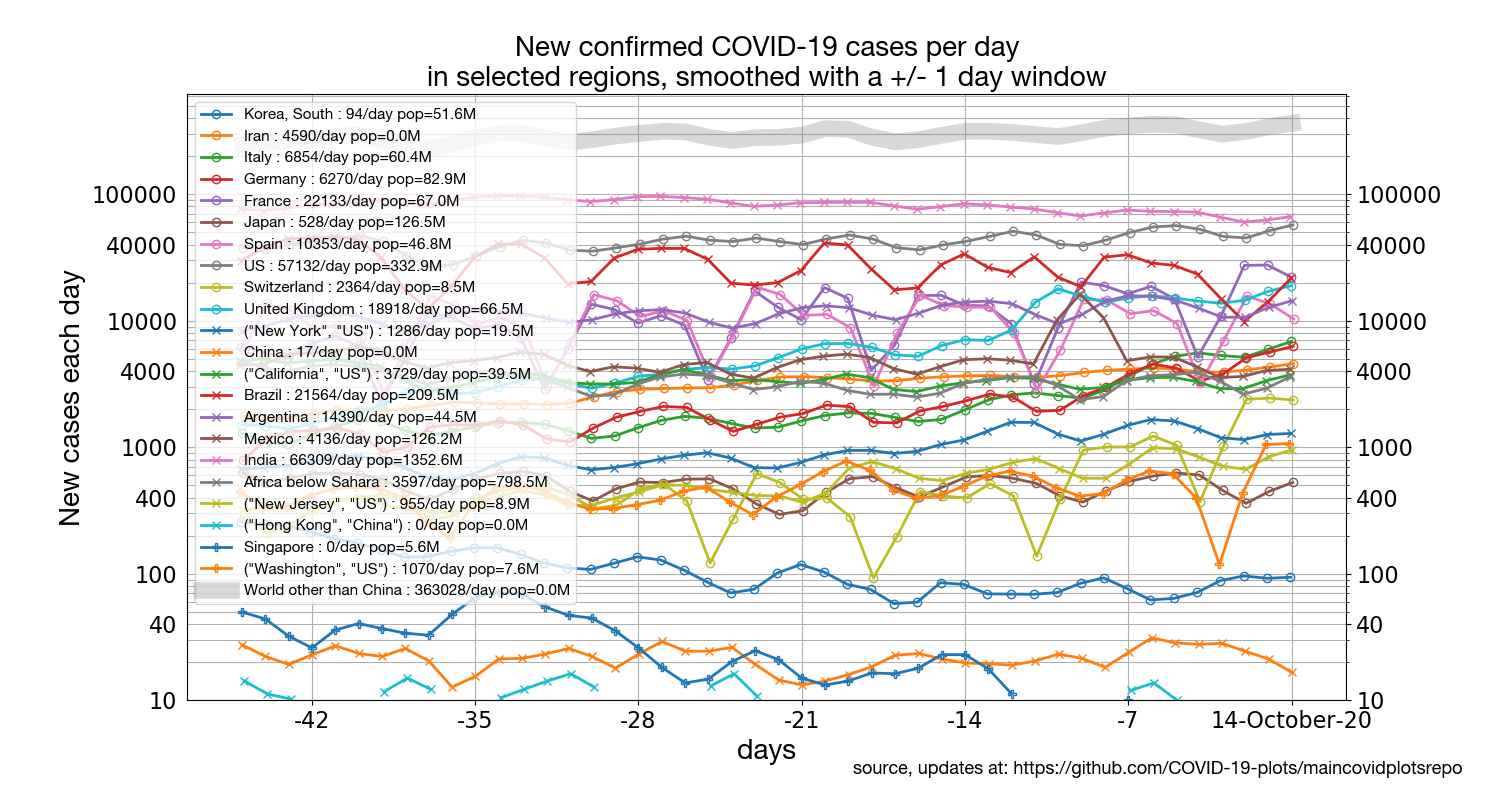 New confirmed COVID-19 cases per day
in selected regions, smoothed with a +/- 1 day window
Korea, South : 94/day pop=51.6M
Iran : 4590/day pop=0.0M
Italy : 6854/day pop=60.4M
Germany : 6270/day pop=82.9M
France : 22133/day pop=67.0M
Japan : 528/day pop=126.5M
Spain : 10353/day pop=46.8M
US : 57132/day pop=332.9M
Switzerland : 2364/day pop=8.5M
United Kingdom : 18918/day pop=66.5M
("New York", "US") : 1286/day pop=19.5M
China : 17/day pop=0.0M
("California", "US") : 3729/day pop=39.5M
Brazil : 21564/day pop=209.5M
Argentina : 14390/day pop=44.5M
Mexico : 4136/day pop=126.2M
India : 66309/day pop=1352.6M
Africa below Sahara : 3597/day pop=798.5M
("New Jersey", "US") : 955/day pop=8.9M
("Hong Kong", "China") : 0/day pop=0.0M
Singapore : 0/day pop=5.6M
("Washington", "US") : 1070/day pop=7.6M
World other than China : 363028/day pop=0.0M
New cases each day
100000
40000
10000
4000
1000
400
100
40
10
100000
40000
10000
4000
1000
400
100
40
10
-42
-35
-28
-21
-14
-7
14-October-20
days
source, updates at: https://github.com/COVID-19-plots/maincovidplotsrepo